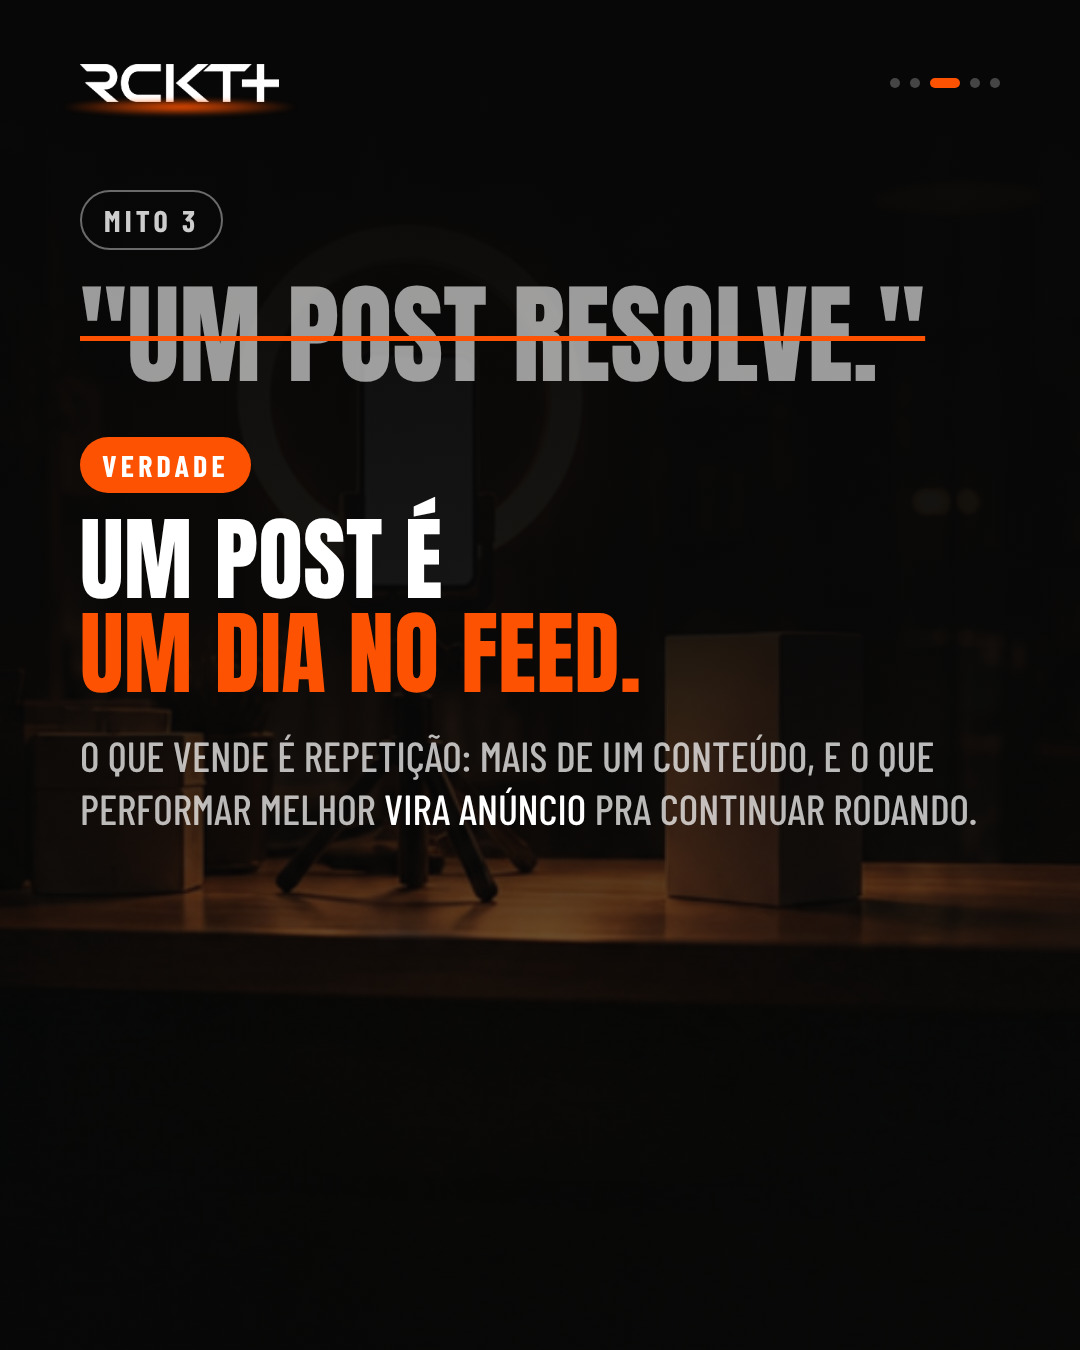 RCKT+
MITO 3
"UM POST RESOLVE."
VERDADE
UM POST É
UM DIA NO FEED.
O QUE VENDE É REPETIÇÃO: MAIS DE UM CONTEÚDO, E O QUE
PERFORMAR MELHOR VIRA ANÚNCIO PRA CONTINUAR RODANDO.